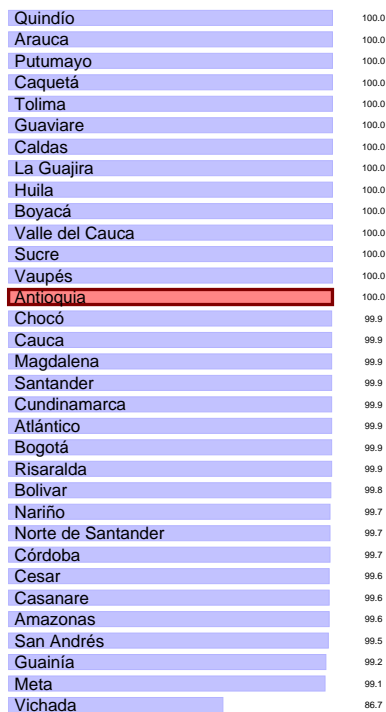 Quindío 100.0
Arauca 100.0
Putumayo 100.0
Caquetá 100.0
Tolima 100.0
Guaviare 100.0
Caldas 100.0
La Guajira 100.0
Huila 100.0
Boyacá 100.0
Valle del Cauca 100.0
Sucre 100.0
Vaupés 100.0
Antioquia 100.0
Chocó 99.9
Cauca 99.9
Magdalena 99.9
Santander 99.9
Cundinamarca 99.9
Atlántico 99.9
Bogotá 99.9
Risaralda 99.9
Bolivar 99.8
Nariño 99.7
Norte de Santander 99.7
Córdoba 99.7
Cesar 99.6
Casanare 99.6
Amazonas 99.6
San Andrés 99.5
Guainía 99.2
Meta 99.1
Vichada 86.7